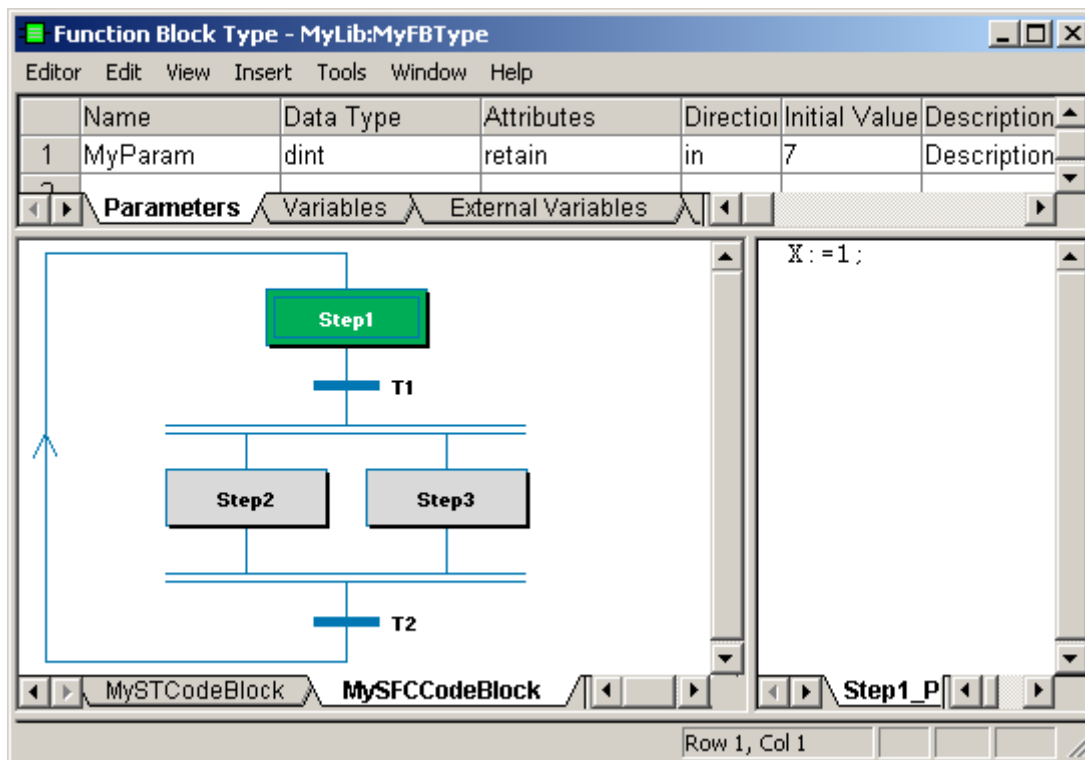 Function Block Type - MyLib:MyFBType
Editor Edit View Insert Tools Window Help
Name Data Type Attributes Direction Initial Value Description
1 MyParam dint retain in 7 Description
2
Parameters Variables External Variables
X:=1;
Step1
T1
Step2 Step3
T2
MySTCodeBlock MySFCCodeBlock Step1_P
Row 1, Col 1